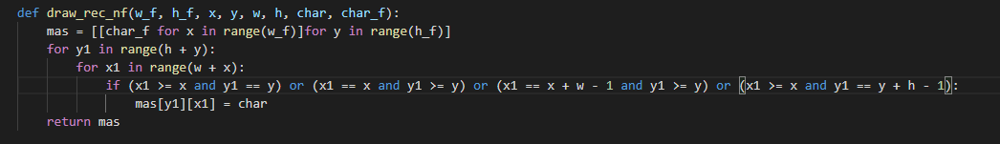 def draw_rec_nf(w_f, h_f, x, y, w, h, char, char_f):
    mas = [[char_f for x in range(w_f)]for y in range(h_f)]
    for y1 in range(h + y):
        for x1 in range(w + x):
            if (x1 >= x and y1 == y) or (x1 == x and y1 >= y) or (x1 == x + w - 1 and y1 >= y) or (x1 >= x and y1 == y + h - 1):
                mas[y1][x1] = char
    return mas